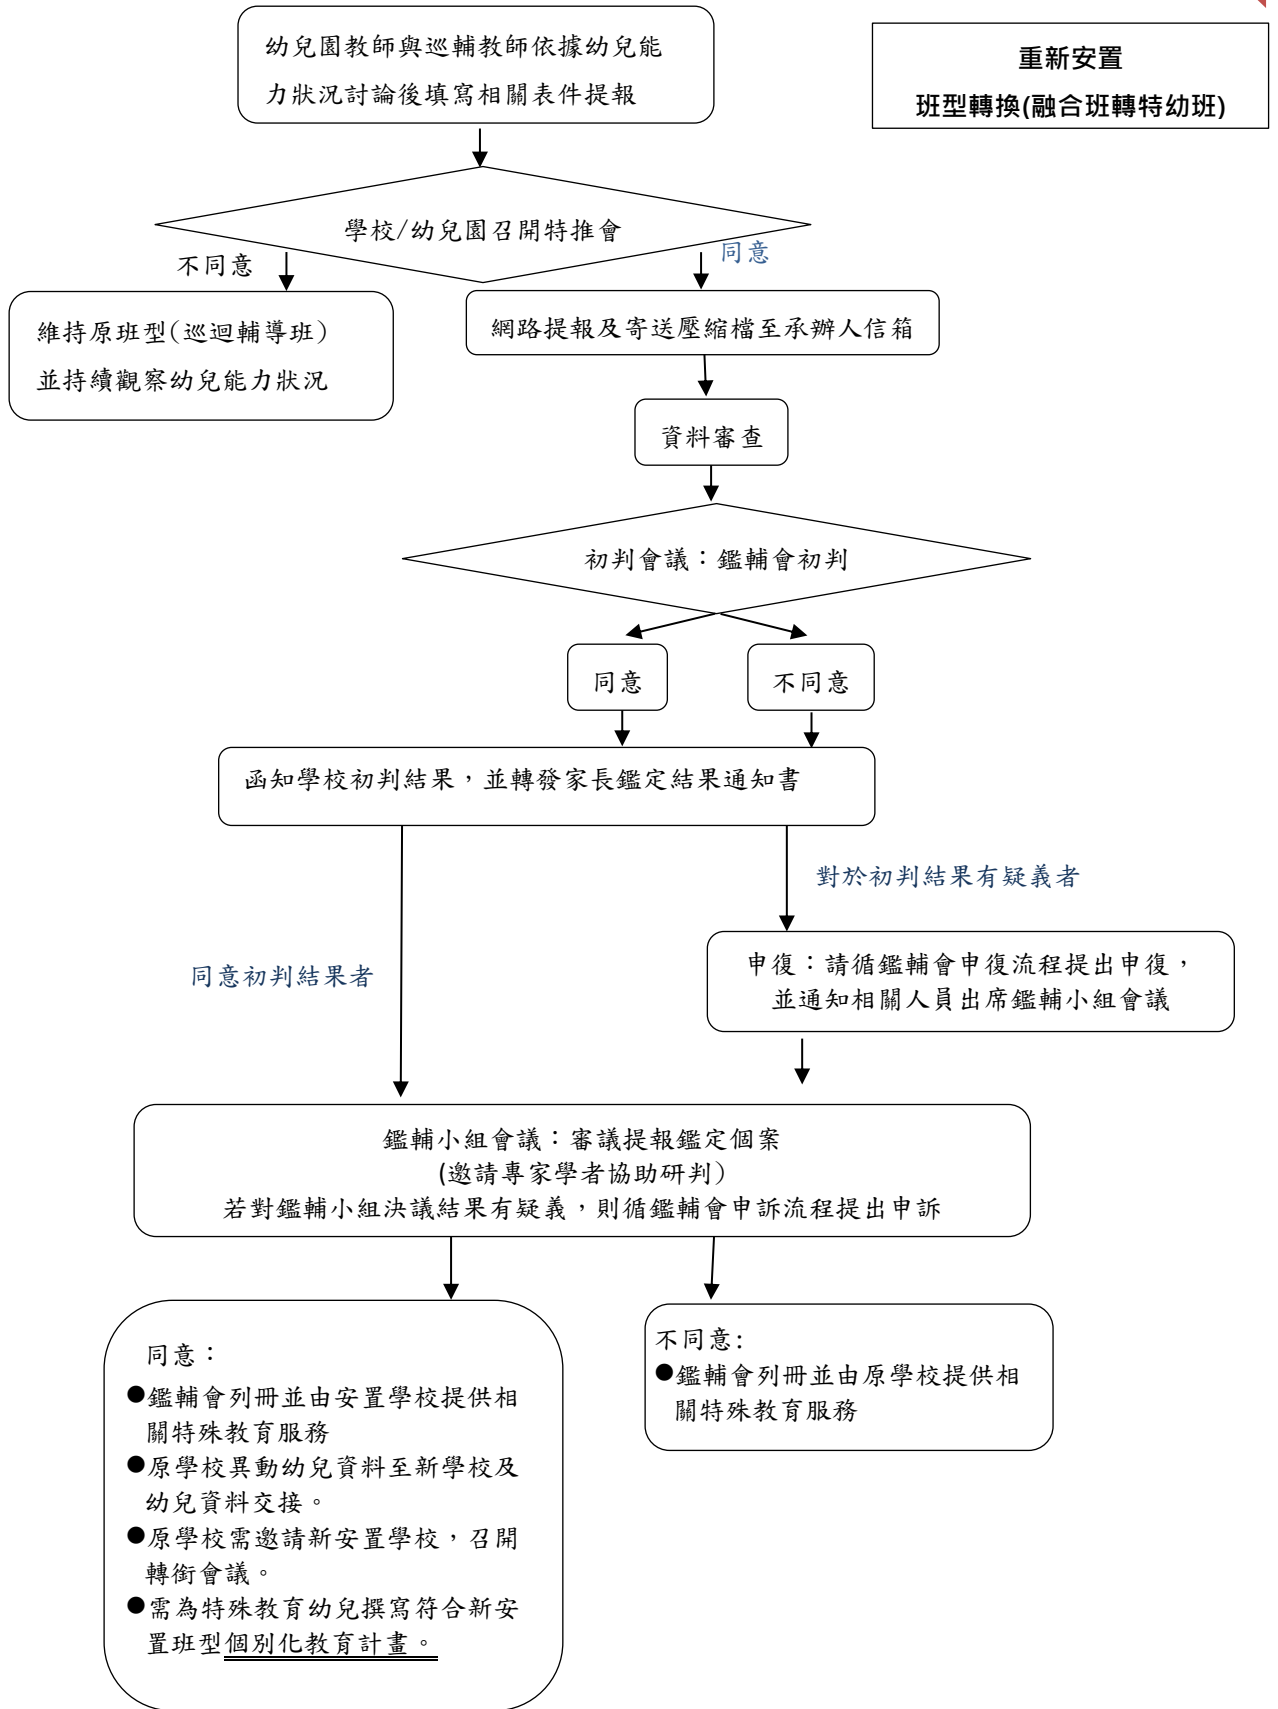 幼兒園教師與巡輔教師依據幼兒能
力狀況討論後填寫相關表件提報
重新安置
班型轉換(融合班轉特幼班)
學校/幼兒園召開特推會
不同意
同意
維持原班型(巡迴輔導班)
並持續觀察幼兒能力狀況
網路提報及寄送壓縮檔至承辦人信箱
資料審查
初判會議：鑑輔會初判
同意
不同意
函知學校初判結果，並轉發家長鑑定結果通知書
對於初判結果有疑義者
同意初判結果者
申復：請循鑑輔會申復流程提出申復，
並通知相關人員出席鑑輔小組會議
鑑輔小組會議：審議提報鑑定個案
(邀請專家學者協助研判)
若對鑑輔小組決議結果有疑義，則循鑑輔會申訴流程提出申訴
同意：
●鑑輔會列冊並由安置學校提供相
關特殊教育服務
●原學校異動幼兒資料至新學校及
幼兒資料交接。
●原學校需邀請新安置學校，召開
轉銜會議。
●需為特殊教育幼兒撰寫符合新安
置班型個別化教育計畫。
不同意:
●鑑輔會列冊並由原學校提供相
關特殊教育服務